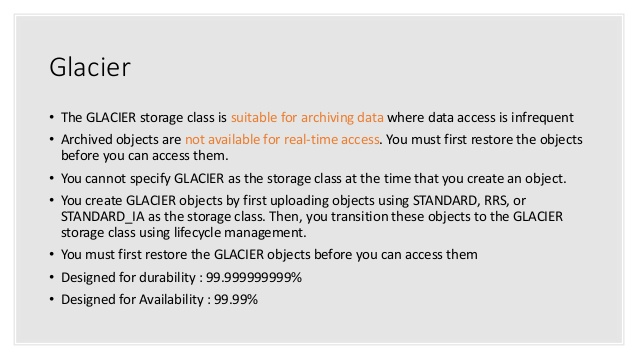 Glacier
• The GLACIER storage class is suitable for archiving data where data access is infrequent
• Archived objects are not available for real-time access. You must first restore the objects
before you can access them.
• You cannot specify GLACIER as the storage class at the time that you create an object.
• You create GLACIER objects by first uploading objects using STANDARD, RRS, or
STANDARD_IA as the storage class. Then, you transition these objects to the GLACIER
storage class using lifecycle management.
• You must first restore the GLACIER objects before you can access them
• Designed for durability : 99.999999999%
• Designed for Availability : 99.99%